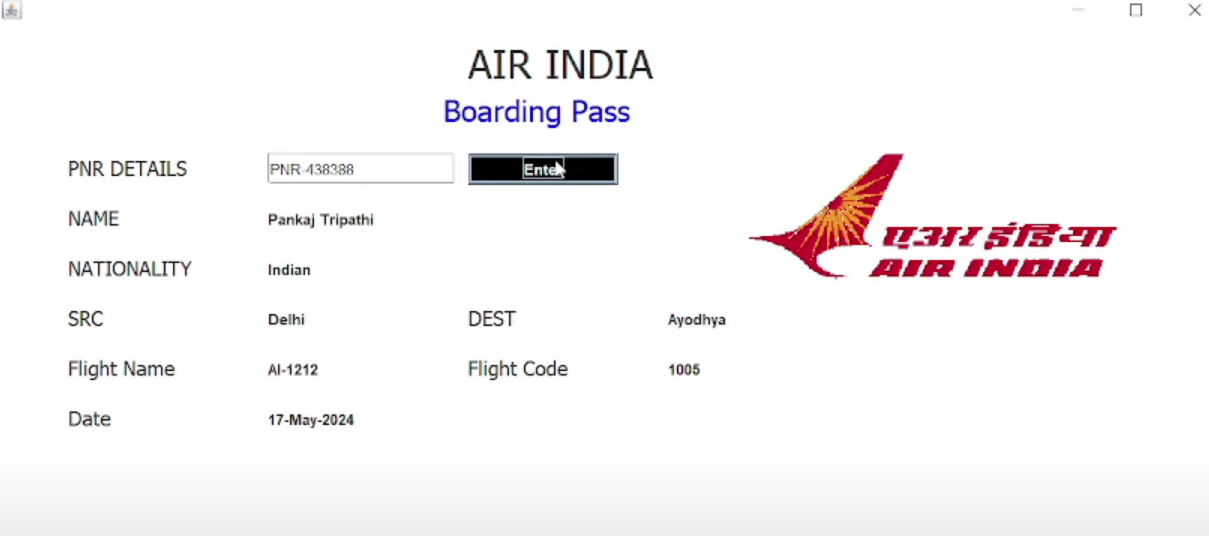 AIR INDIA
Boarding Pass
PNR DETAILS PNR-438388 Enter
NAME Pankaj Tripathi
एअर इंडिया
AIR INDIA
NATIONALITY Indian
SRC Delhi DEST Ayodhya
Flight Name AI-1212 Flight Code 1005
Date 17-May-2024